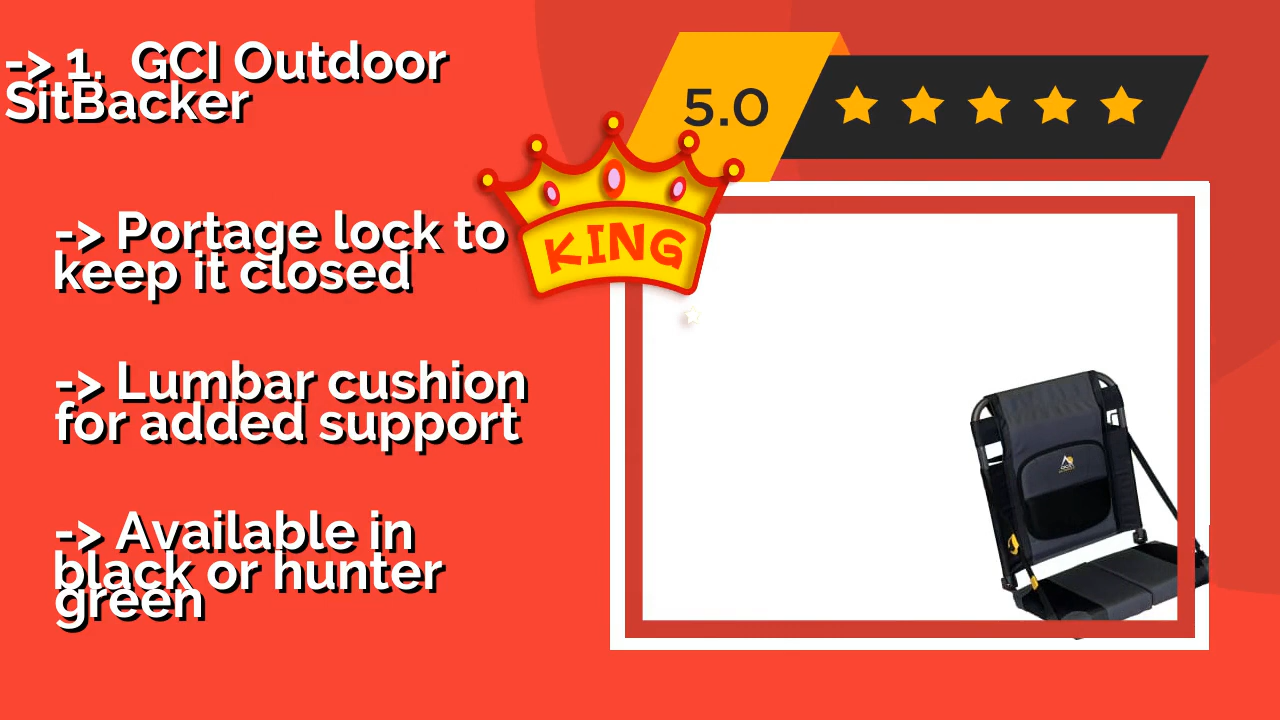 -> 1.  GCI Outdoor
SitBacker
5.0
KING
-> Portage lock to
keep it closed
-> Lumbar cushion
for added support
-> Available in
black or hunter
green